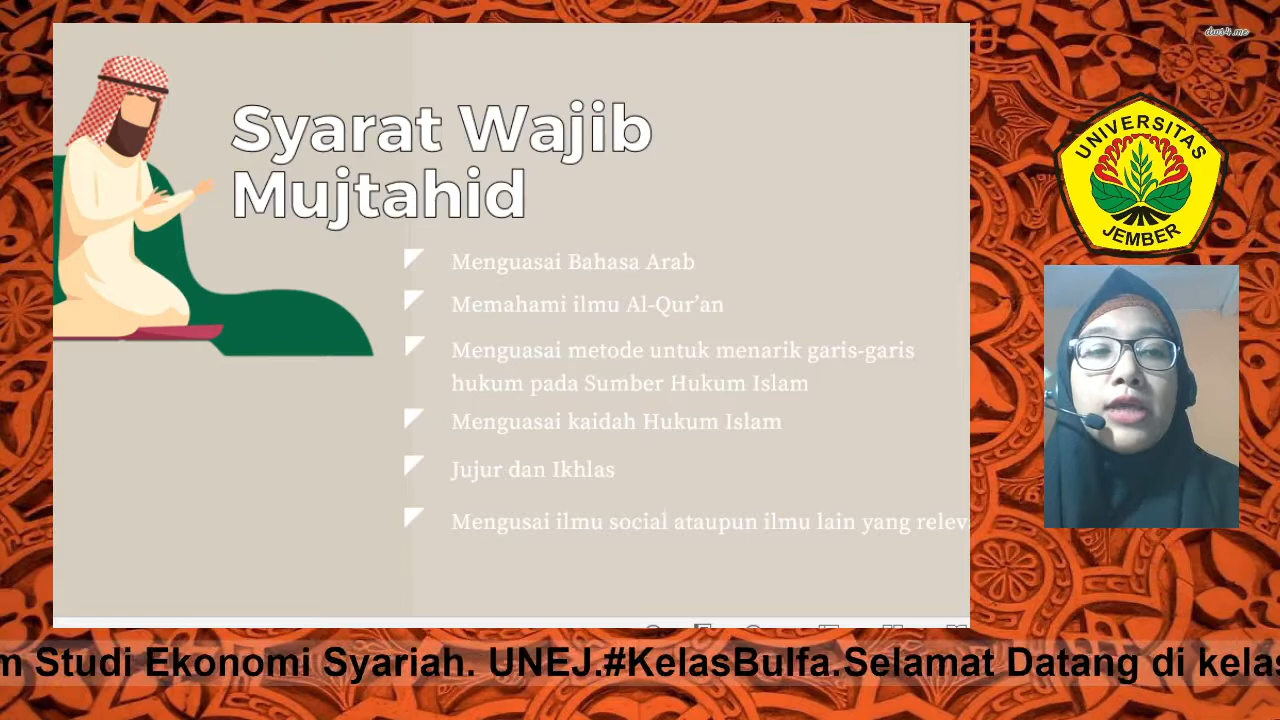 dws4.me
Syarat Wajib
Mujtahid
Menguasai Bahasa Arab
Memahami ilmu Al-Qur’an
Menguasai metode untuk menarik garis-garis
hukum pada Sumber Hukum Islam
Menguasai kaidah Hukum Islam
Jujur dan Ikhlas
Mengusai ilmu social ataupun ilmu lain yang relev
UNIVERSITAS
JEMBER
m Studi Ekonomi Syariah. UNEJ.#KelasBulfa.Selamat Datang di kelas